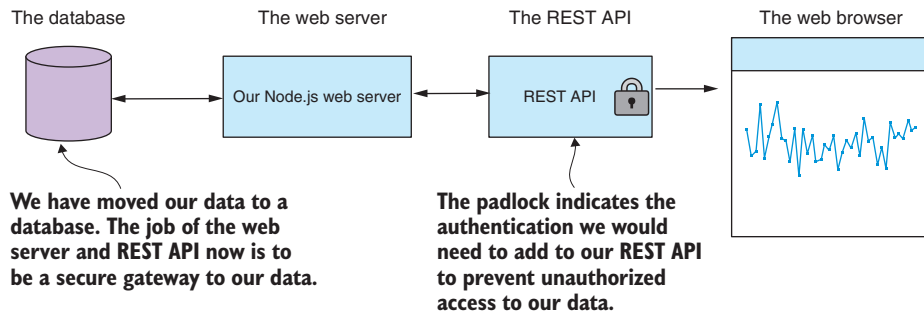 The database
The web server
The REST API
The web browser
Our Node.js web server
REST API
We have moved our data to a
database. The job of the web
server and REST API now is to
be a secure gateway to our data.
The padlock indicates the
authentication we would
need to add to our REST API
to prevent unauthorized
access to our data.